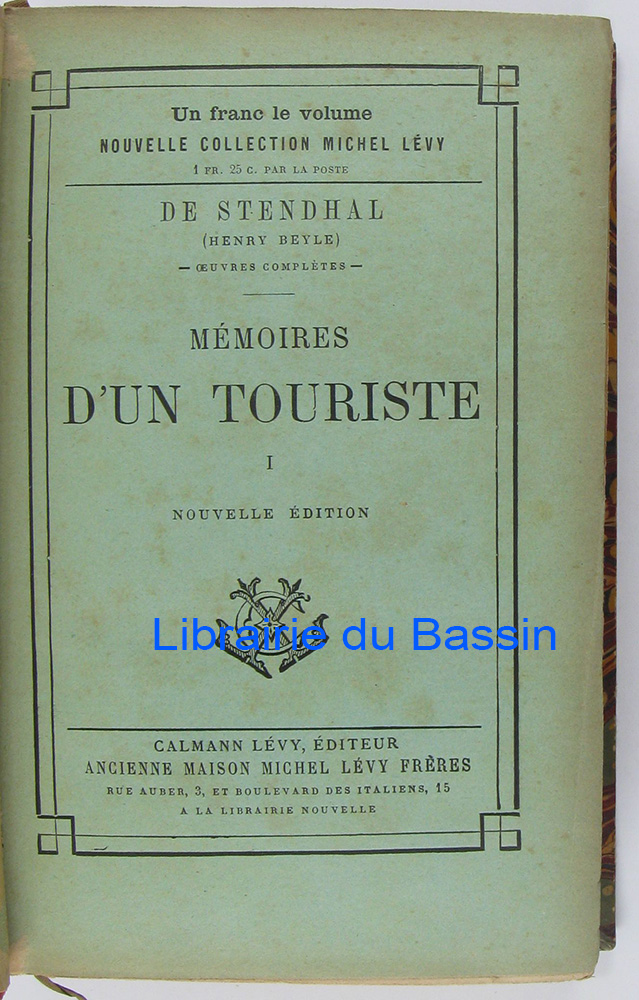 Un franc le volume
NOUVELLE COLLECTION MICHEL LÉVY
1 FR. 25 C. PAR LA POSTE
DE STENDHAL
(HENRY BEYLE)
— ŒUVRES COMPLÈTES —
MÉMOIRES
D'UN TOURISTE
I
NOUVELLE ÉDITION
Librairie du Bassin
CALMANN LÉVY, ÉDITEUR
ANCIENNE MAISON MICHEL LÉVY FRÈRES
RUE AUBER, 3, ET BOULEVARD DES ITALIENS, 15
A LA LIBRAIRIE NOUVELLE